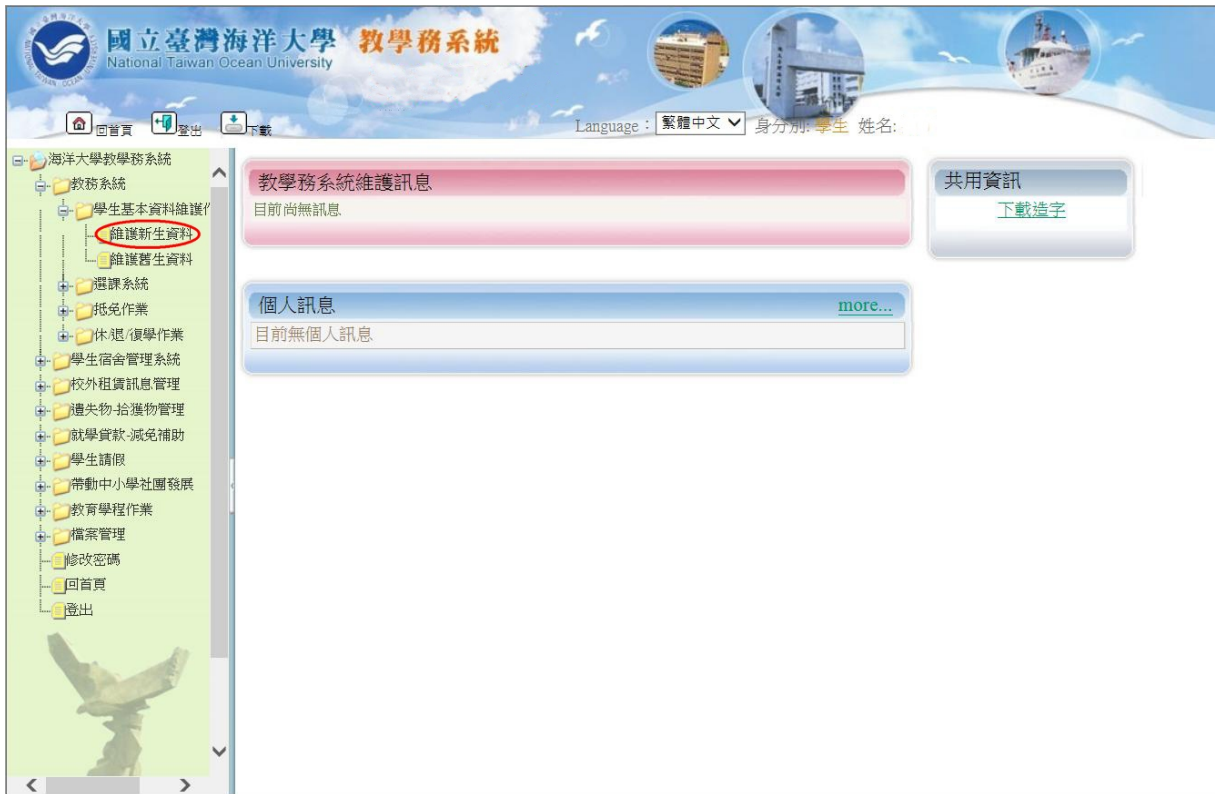 國立臺灣海洋大學 教學務系統
National Taiwan Ocean University
回首頁 登出 下載 Language：繁體中文 身分別: 學生 姓名:
海洋大學教學務系統
教務系統
學生基本資料維護作
維護新生資料
維護舊生資料
選課系統
抵免作業
休/退/復學作業
學生宿舍管理系統
校外租賃訊息管理
遺失物-拾獲物管理
就學貸款-減免補助
學生請假
帶動中小學社團發展
教育學程作業
檔案管理
修改密碼
回首頁
登出
教學務系統維護訊息
目前尚無訊息
個人訊息 more...
目前無個人訊息
共用資訊
下載造字